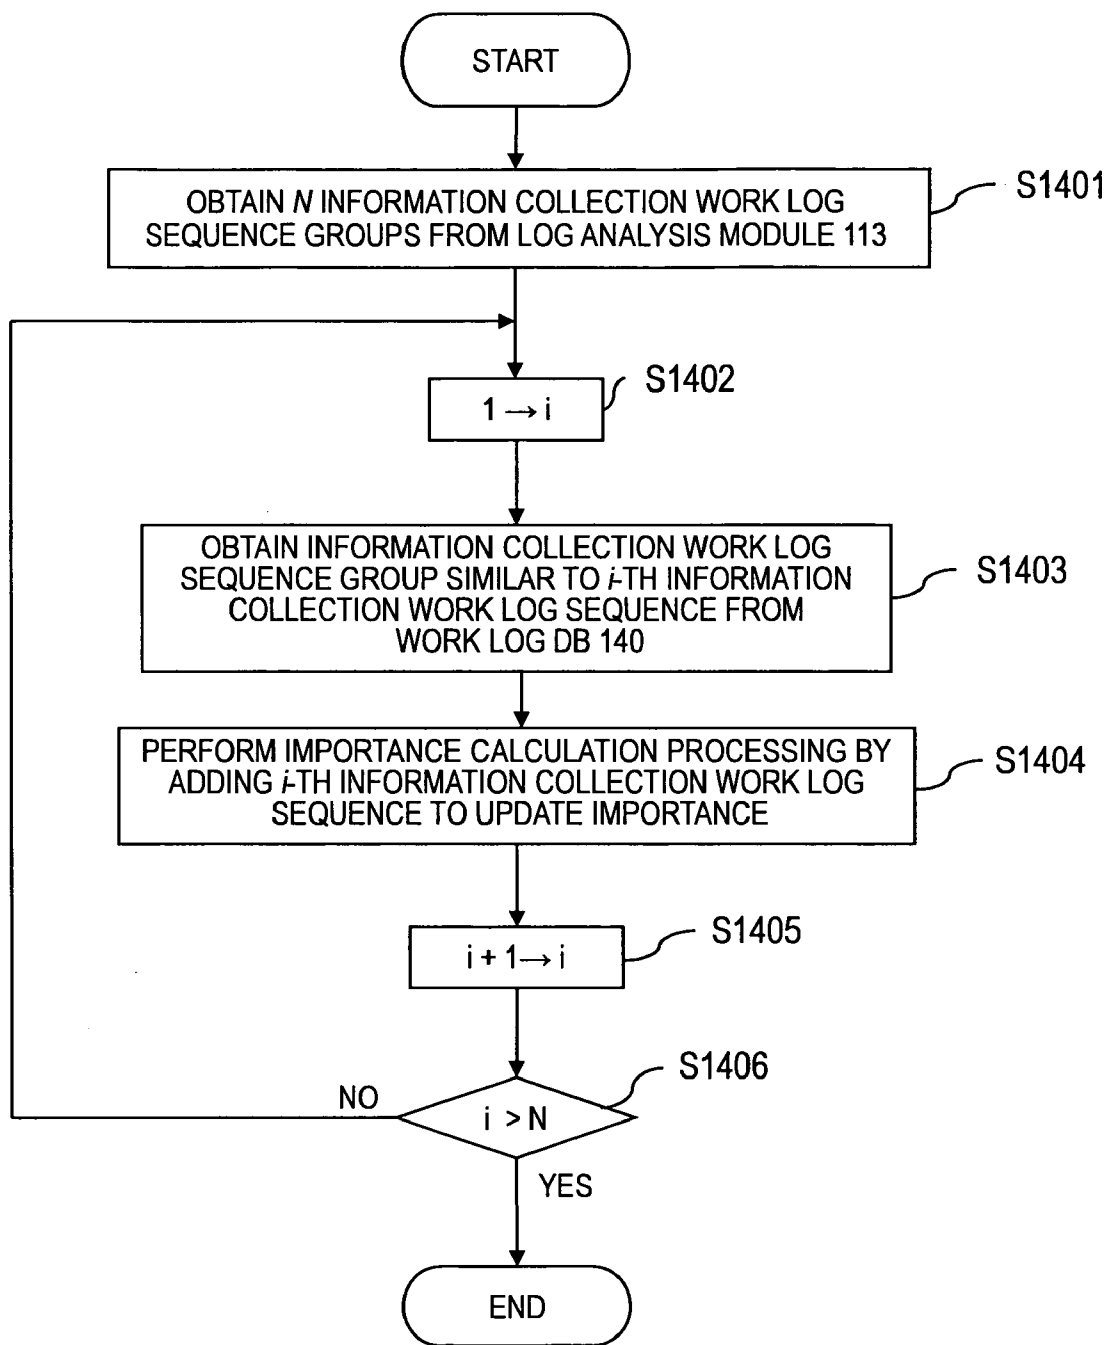 START
OBTAIN N INFORMATION COLLECTION WORK LOG
SEQUENCE GROUPS FROM LOG ANALYSIS MODULE 113
S1401
1 → i
S1402
OBTAIN INFORMATION COLLECTION WORK LOG
SEQUENCE GROUP SIMILAR TO i-TH INFORMATION
COLLECTION WORK LOG SEQUENCE FROM
WORK LOG DB 140
S1403
PERFORM IMPORTANCE CALCULATION PROCESSING BY
ADDING i-TH INFORMATION COLLECTION WORK LOG
SEQUENCE TO UPDATE IMPORTANCE
S1404
i + 1 → i
S1405
i > N
S1406
NO
YES
END